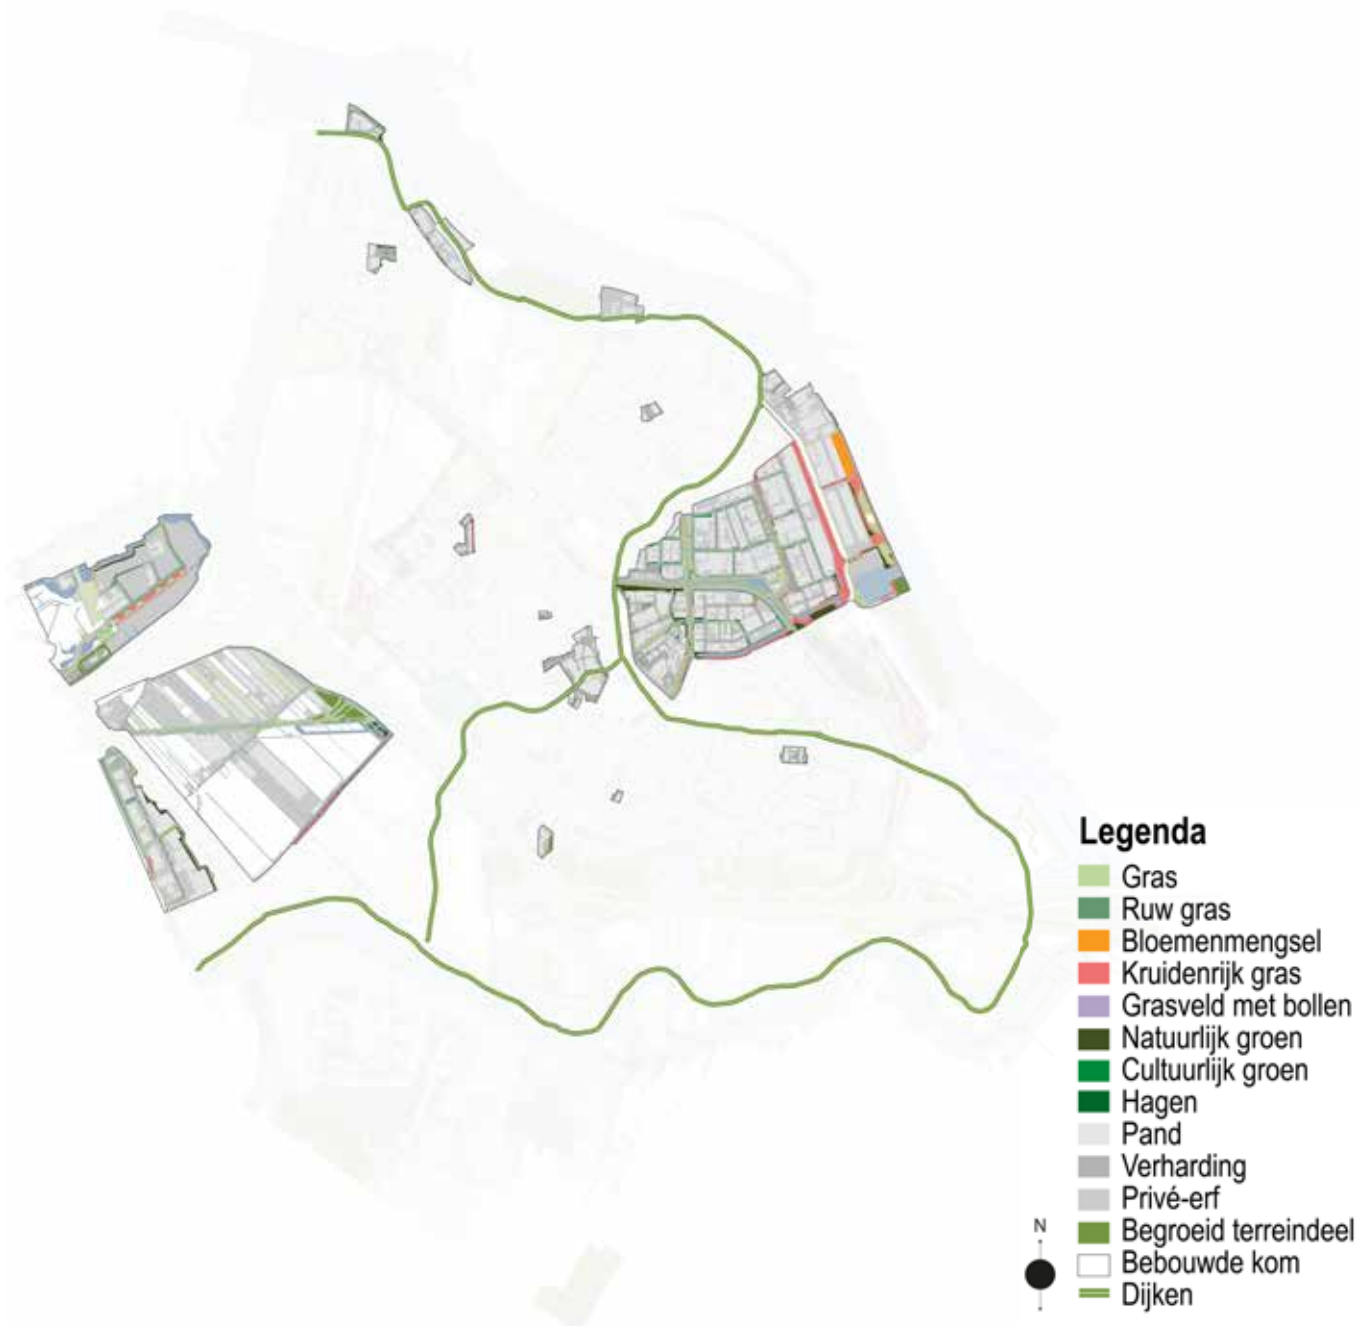 Legenda
Gras
Ruw gras
Bloemenmengsel
Kruidenrijk gras
Grasveld met bollen
Natuurlijk groen
Cultuurlijk groen
Hagen
Pand
Verharding
Privé-erf
N
Begroeid terreindeel
Bebouwde kom
Dijken